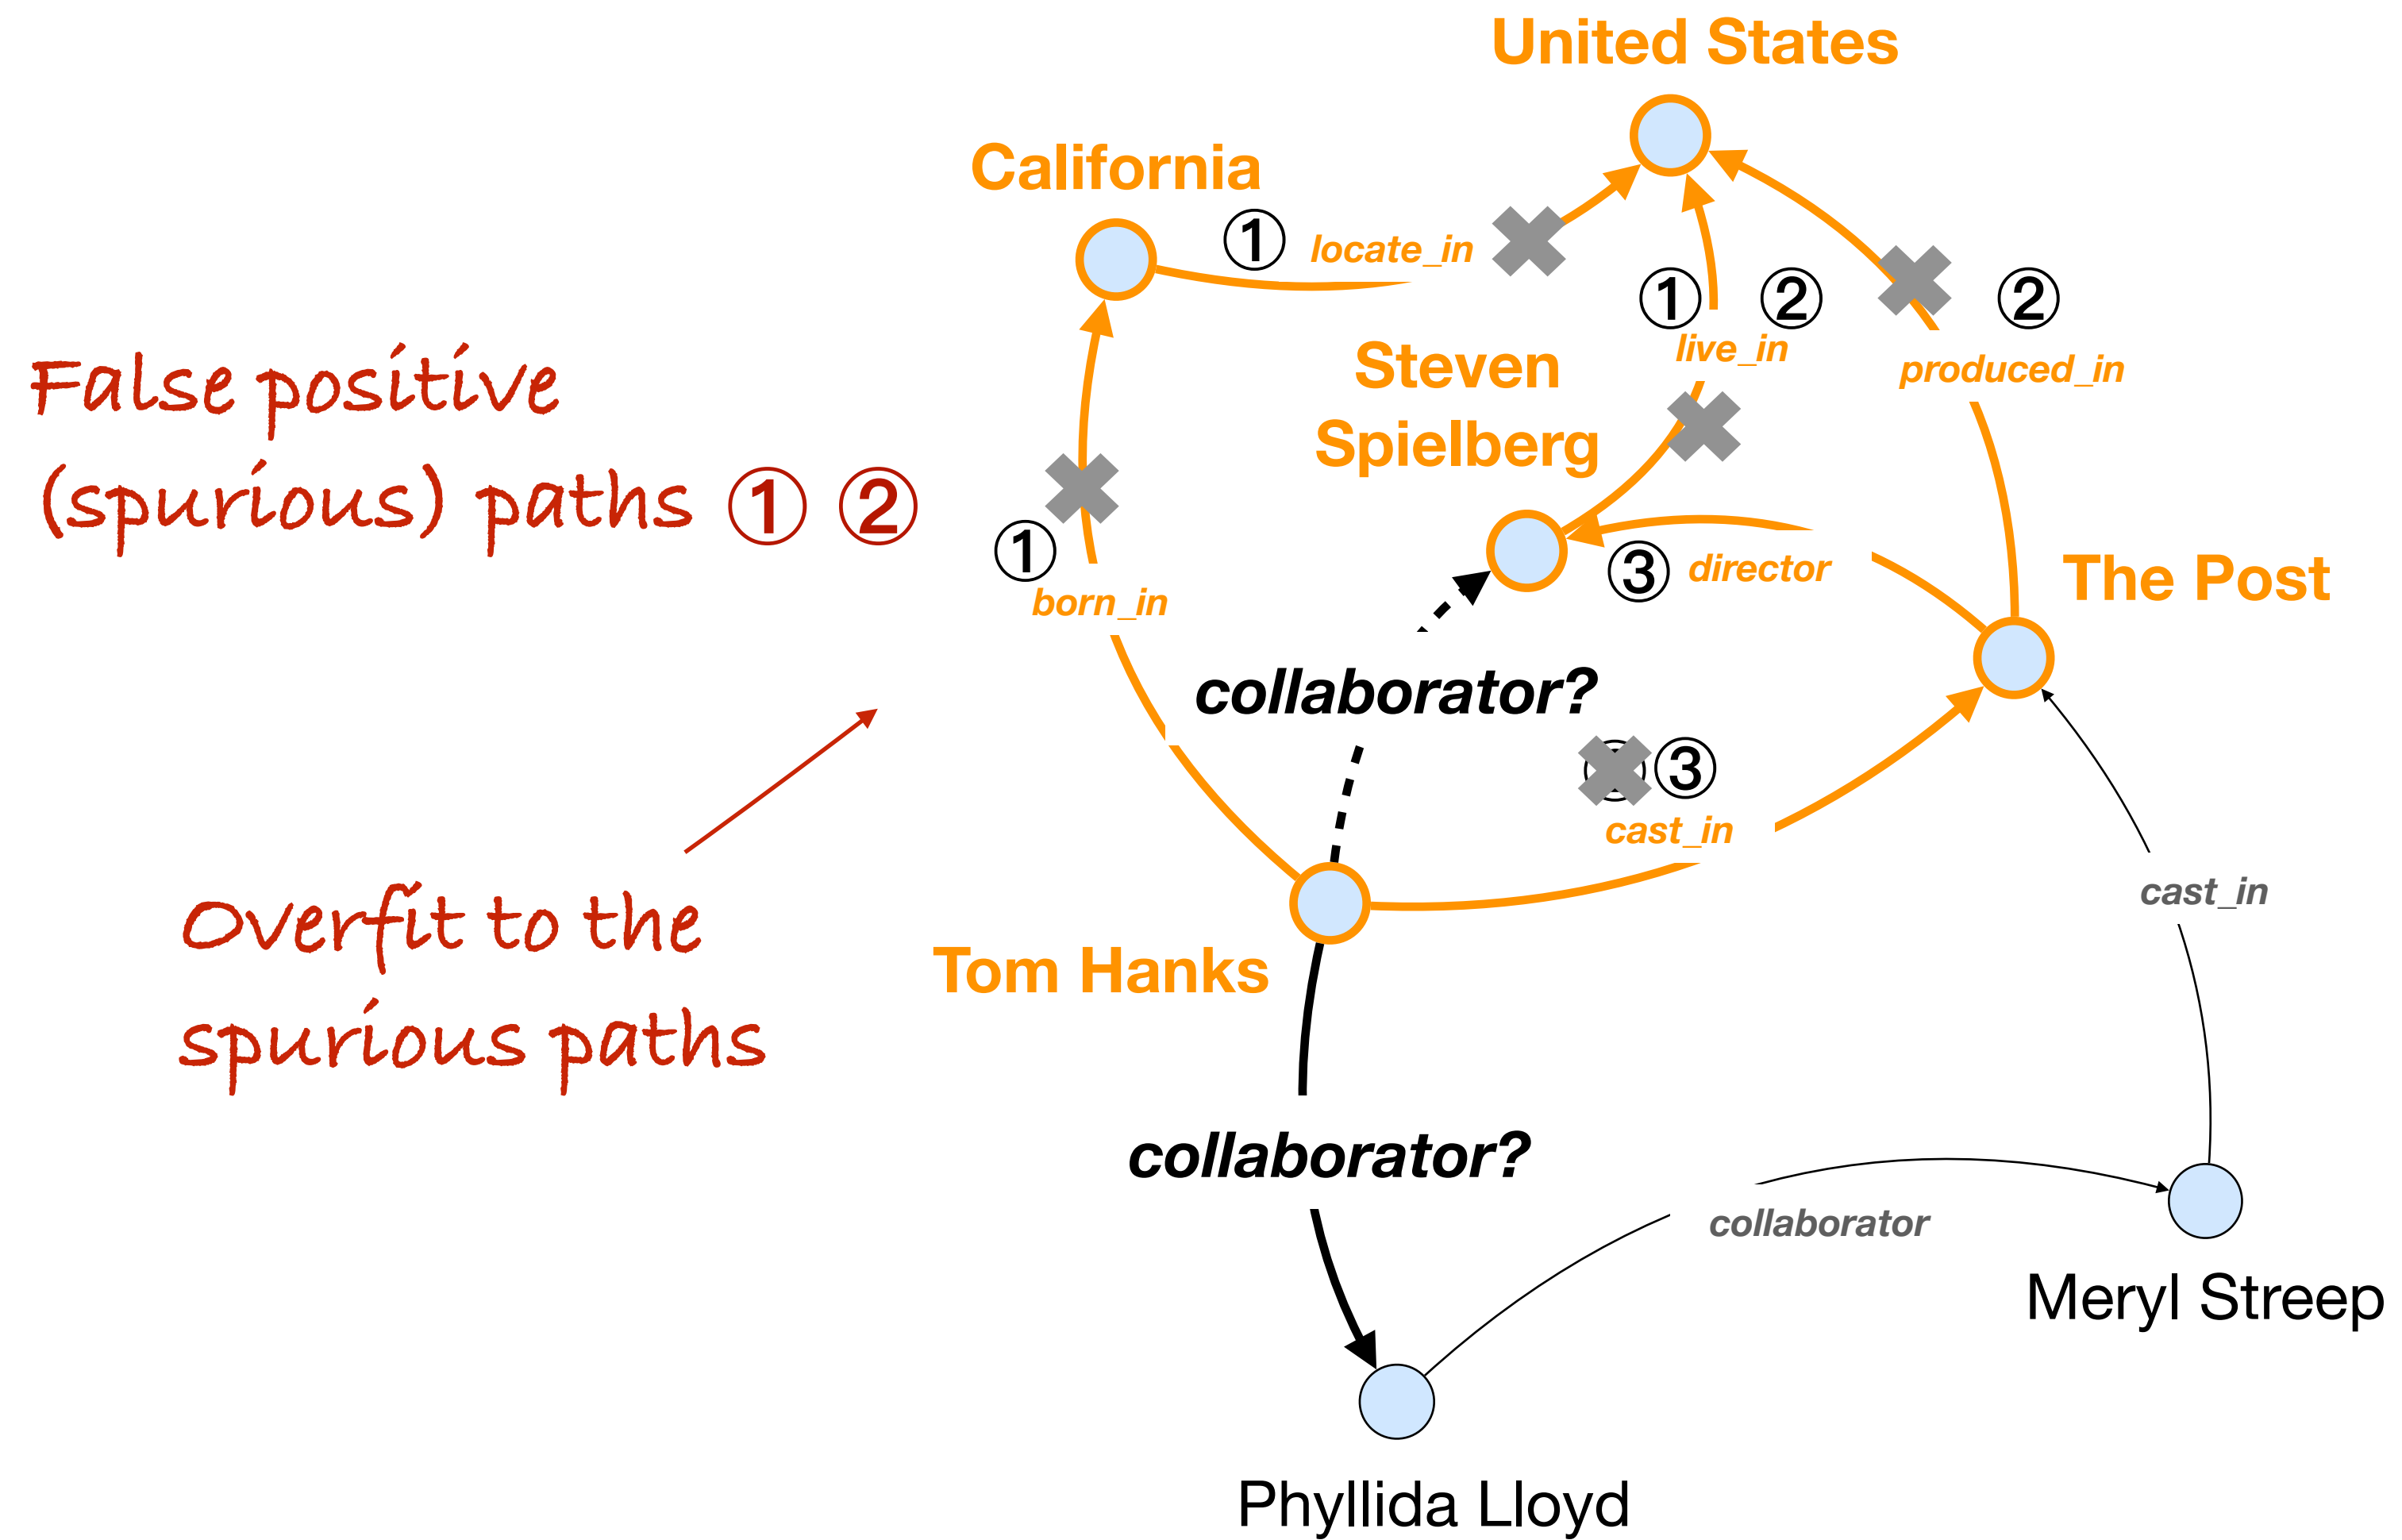 United States
California
① locate_in
① ②
②
live_in
produced_in
Steven
Spielberg
False positive
(spurious) paths ① ②
①
born_in
③ director
The Post
collaborator?
③
cast_in
cast_in
Overfit to the
spurious paths
Tom Hanks
collaborator?
collaborator
Meryl Streep
Phyllida Lloyd